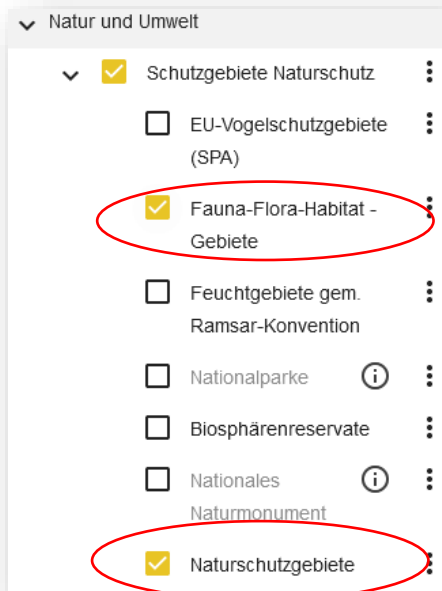 Natur und Umwelt
Schutzgebiete Naturschutz
EU-Vogelschutzgebiete
(SPA)
Fauna-Flora-Habitat -
Gebiete
Feuchtgebiete gem.
Ramsar-Konvention
Nationalparke
Biosphärenreservate
Nationales
Naturmonument
Naturschutzgebiete